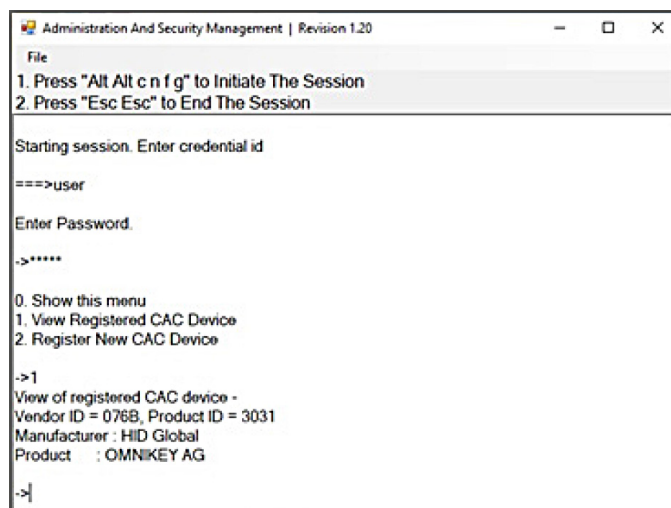 Administration And Security Management | Revision 1.20
File
1. Press "Alt Alt c n f g" to Initiate The Session
2. Press "Esc Esc" to End The Session
Starting session. Enter credential id
===>user
Enter Password.
->*****
0. Show this menu
1. View Registered CAC Device
2. Register New CAC Device
->1
View of registered CAC device -
Vendor ID = 076B, Product ID = 3031
Manufacturer : HID Global
Product : OMNIKEY AG
->